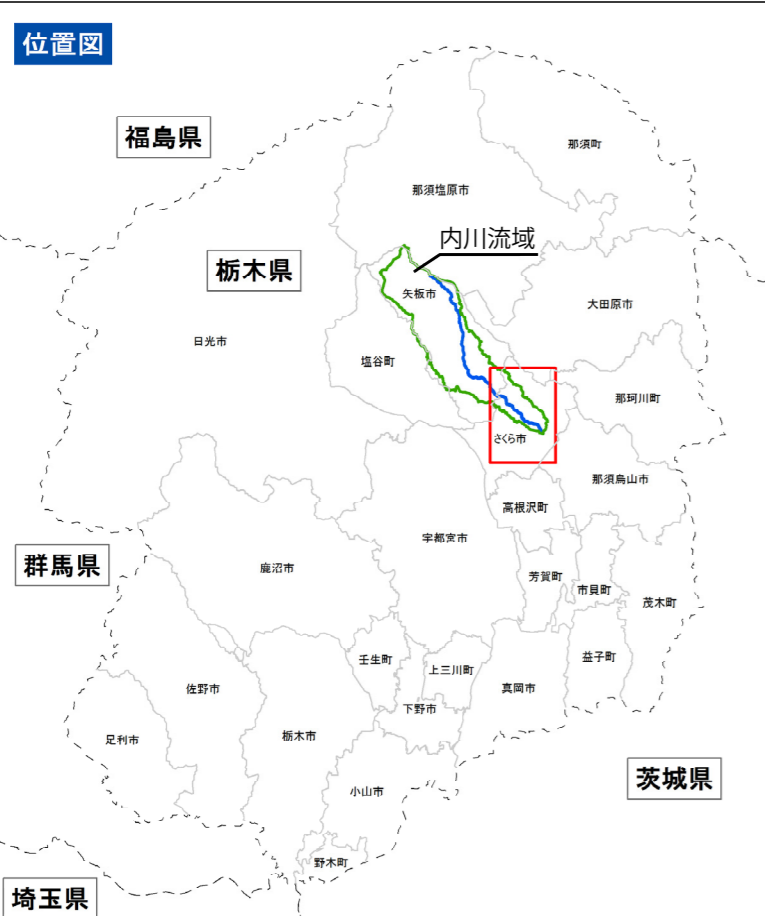 位置図
福島県
那須町
那須塩原市
内川流域
栃木県
矢板市
大田原市
日光市
塩谷町
那珂川町
さくら市
那須烏山市
高根沢町
宇都宮市
群馬県
鹿沼市
芳賀町
市貝町
茂木町
壬生町
益子町
上三川町
佐野市
真岡市
下野市
足利市
栃木市
茨城県
小山市
野木町
埼玉県